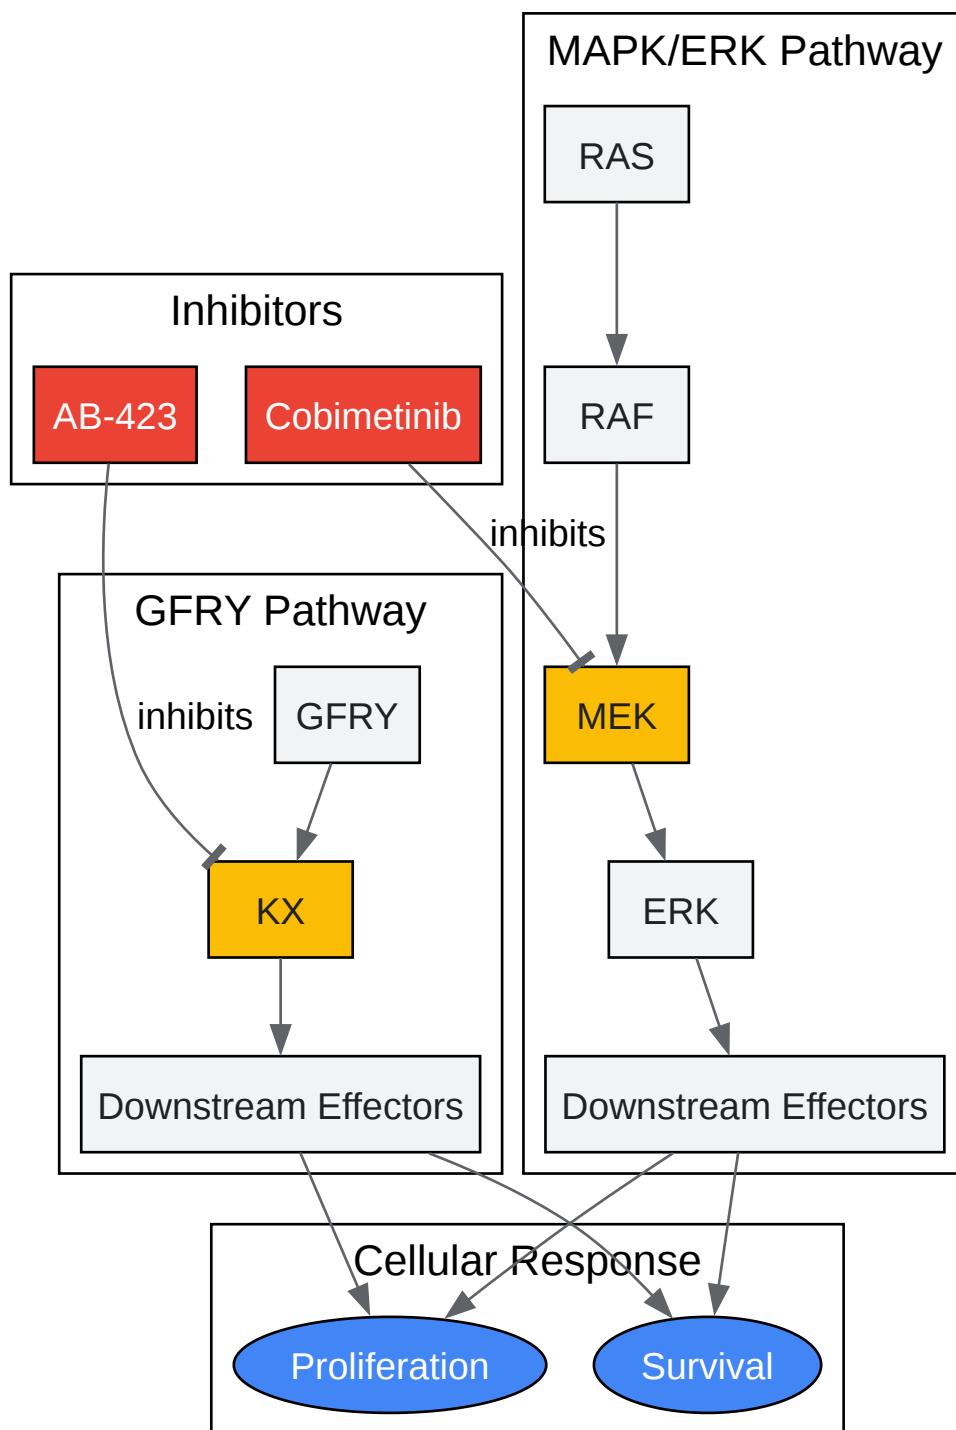 MAPK/ERK Pathway
RAS
Inhibitors
AB-423
Cobimetinib
RAF
inhibits
GFRY Pathway
inhibits
GFRY
MEK
KX
ERK
Downstream Effectors
Downstream Effectors
Cellular Response
Proliferation
Survival